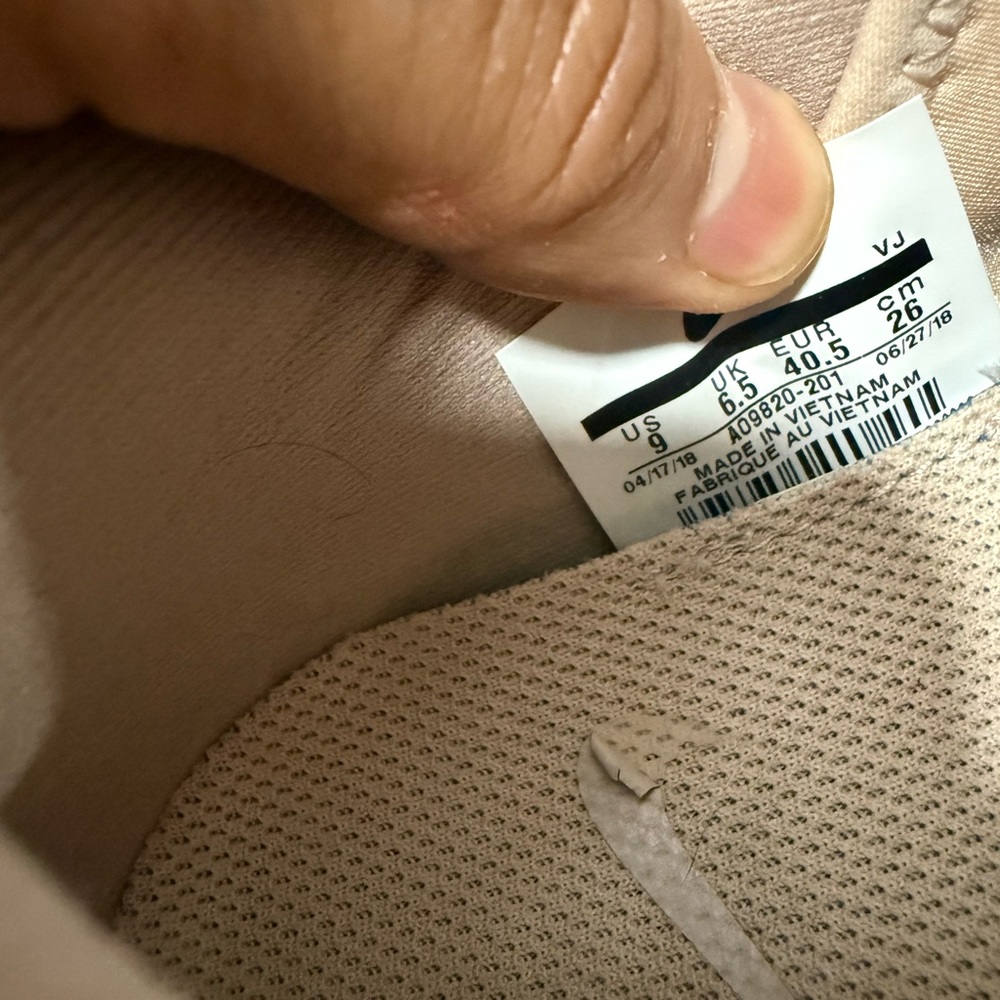 VJ
US UK EUR cm
9 6.5 40.5 26
04/17/18 A09820-201 06/27/18
MADE IN VIETNAM
FABRIQUE AU VIETNAM